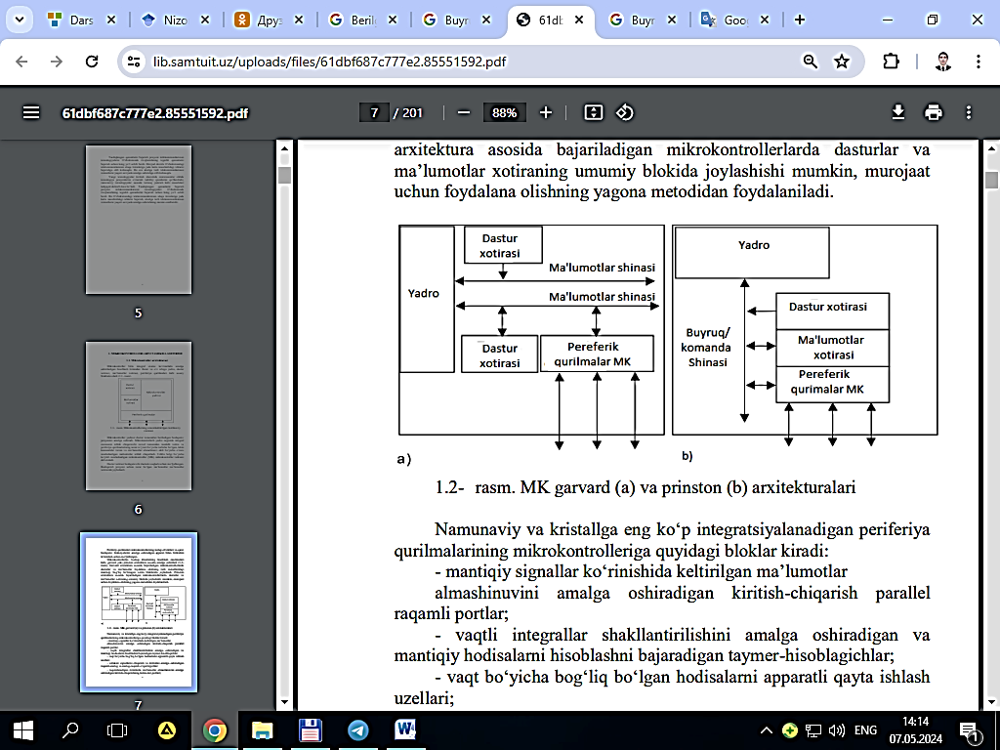 Dars
Nizo
Друз
Beril
Buyr
61db
Buyr
Goo
lib.samtuit.uz/uploads/files/61dbf687c777e2.85551592.pdf
61dbf687c777e2.85551592.pdf
7 / 201
88%
5
6
7
arxitektura asosida bajariladigan mikrokontrollerlarda dasturlar va
ma’lumotlar xotiraning umumiy blokida joylashishi mumkin, murojaat
uchun foydalana olishning yagona metodidan foydalaniladi.
Yadro
Dastur
xotirasi
Ma'lumotlar shinasi
Ma'lumotlar shinasi
Dastur
xotirasi
Pereferik
qurilmalar MK
a)
Yadro
Buyruq/
komanda
Shinasi
Dastur xotirasi
Ma'lumotlar
xotirasi
Pereferik
qurimalar MK
b)
1.2- rasm. MK garvard (a) va prinston (b) arxitekturalari
Namunaviy va kristallga eng ko‘p integratsiyalanadigan periferiya
qurilmalarining mikrokontrolleriga quyidagi bloklar kiradi:
- mantiqiy signallar ko‘rinishida keltirilgan ma’lumotlar
almashinuvini amalga oshiradigan kiritish-chiqarish parallel
raqamli portlar;
- vaqtli integrallar shakllantirilishini amalga oshiradigan va
mantiqiy hodisalarni hisoblashni bajaradigan taymer-hisoblagichlar;
- vaqt bo‘yicha bog‘liq bo‘lgan hodisalarni apparatli qayta ishlash
uzellari;
ENG
14:14
07.05.2024
1